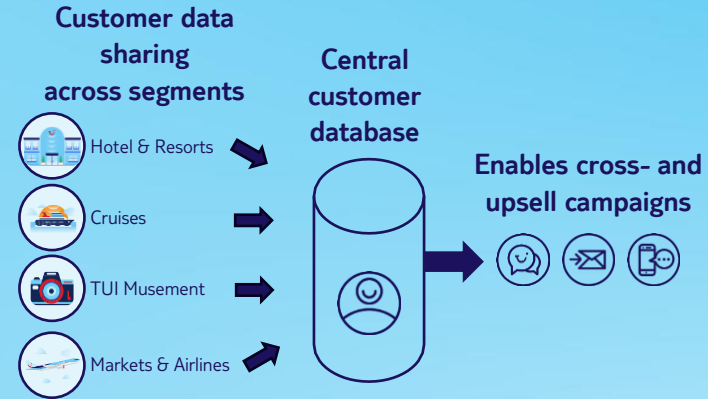 Customer data
sharing
across segments
Hotel & Resorts
Cruises
TUI Musement
Markets & Airlines
Central
customer
database
Enables cross- and
upsell campaigns